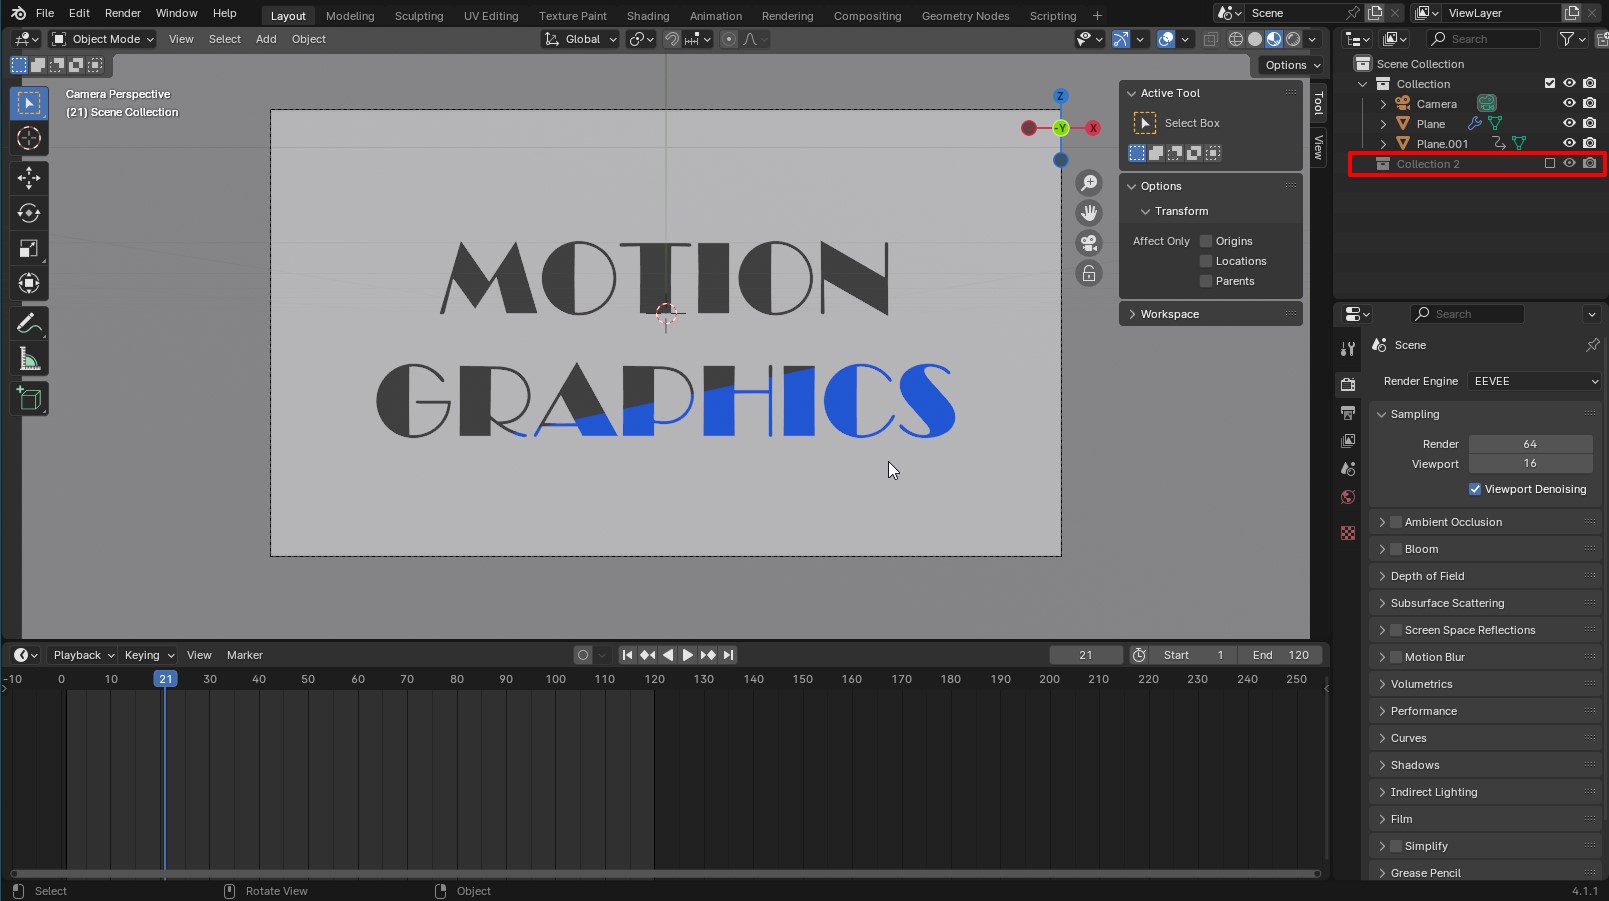 File Edit Render Window Help Layout Modeling Sculpting UV Editing Texture Paint Shading Animation Rendering Compositing Geometry Nodes Scripting + Scene ViewLayer
Object Mode View Select Add Object Global Search
Options
Camera Perspective
(21) Scene Collection
Z
-Y
X
MOTION
GRAPHICS
Active Tool
Select Box
Options
Transform
Affect Only Origins
Locations
Parents
Workspace
Tool
View
Scene Collection
Collection
Camera
Plane
Plane.001
Collection 2
Search
Scene
Render Engine EEVEE
Sampling
Render 64
Viewport 16
Viewport Denoising
Ambient Occlusion
Bloom
Depth of Field
Subsurface Scattering
Screen Space Reflections
Motion Blur
Volumetrics
Performance
Curves
Shadows
Indirect Lighting
Film
Simplify
Grease Pencil
Playback Keying View Marker 21 Start 1 End 120
-10 0 10 21 30 40 50 60 70 80 90 100 110 120 130 140 150 160 170 180 190 200 210 220 230 240 250
Select Rotate View Object 4.1.1